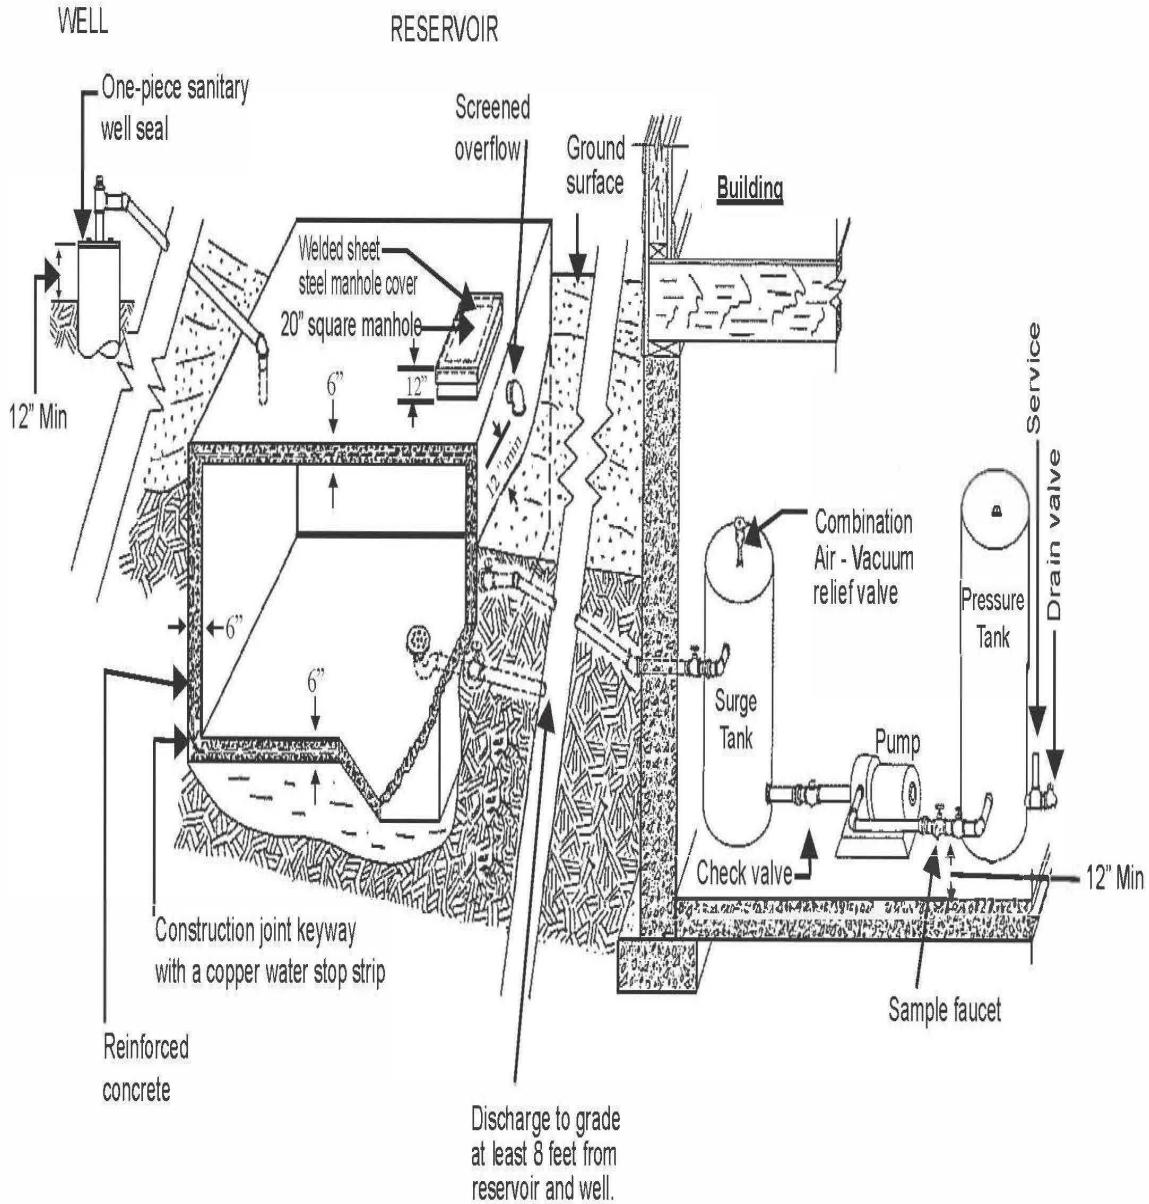 WELL
RESERVOIR
One-piece sanitary
well seal
Screened
overflow
Ground
surface
Building
Welded sheet
steel manhole cover
20" square manhole
12"
6"
12" min
12" Min
Service
Drain valve
Combination
Air - Vacuum
relief valve
Pressure
Tank
6"
6"
Surge
Tank
Pump
Check valve
12" Min
Construction joint keyway
with a copper water stop strip
Sample faucet
Reinforced
concrete
Discharge to grade
at least 8 feet from
reservoir and well.